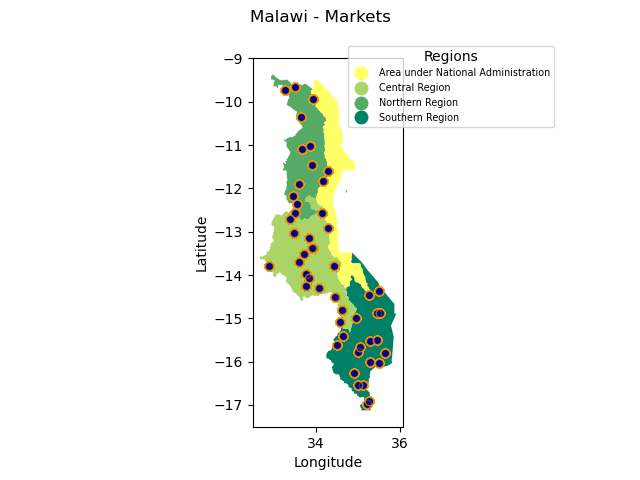 Malawi - Markets
Regions
Area under National Administration
Central Region
Northern Region
Southern Region
−9
−10
−11
−12
−13
−14
−15
−16
−17
Latitude
34
36
Longitude